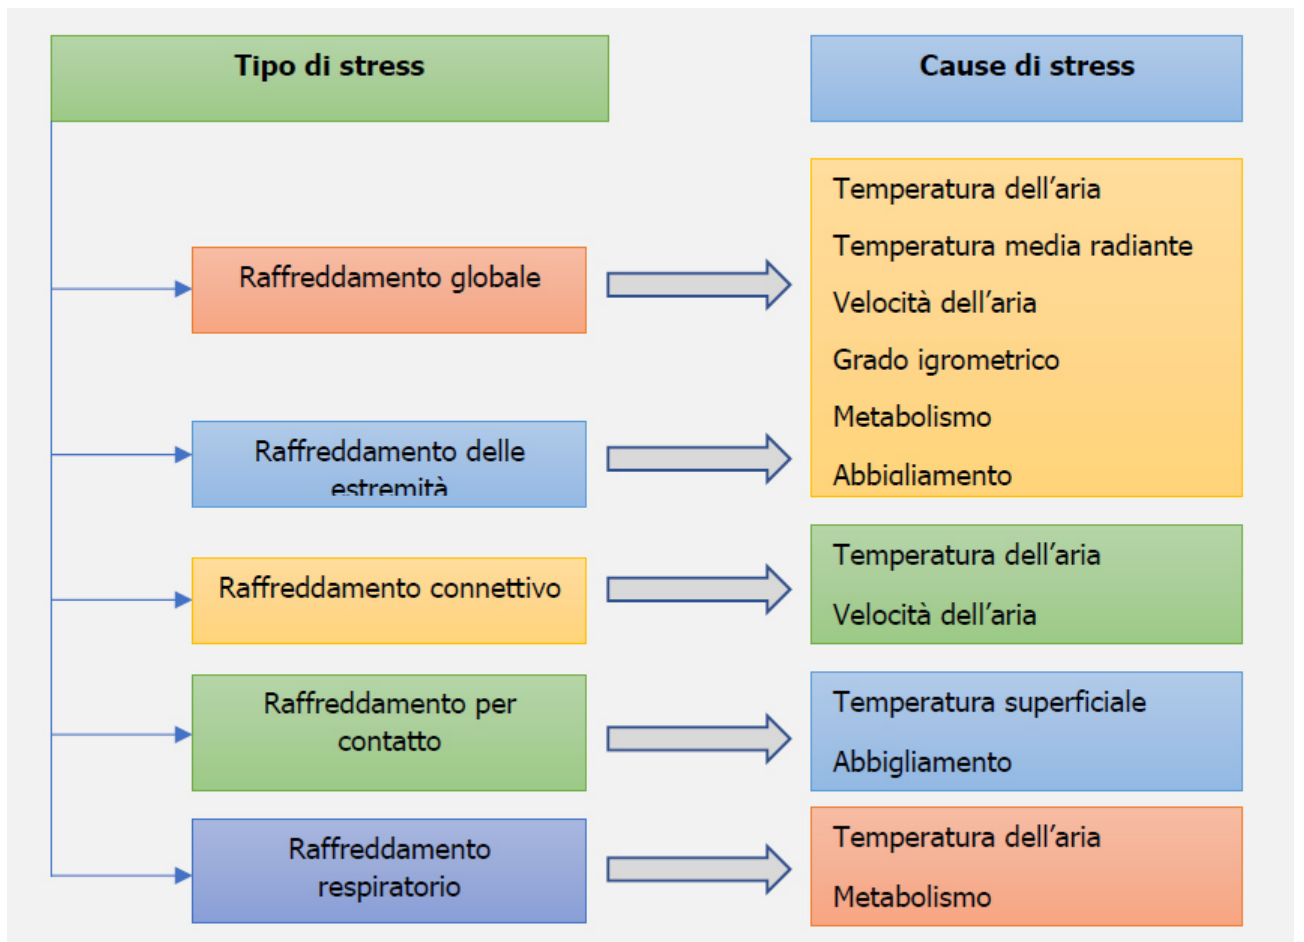 Tipo di stress
Cause di stress
Raffreddamento globale
Temperatura dell’aria
Temperatura media radiante
Velocità dell’aria
Grado igrometrico
Metabolismo
Abbigliamento
Raffreddamento delle
estremità
Raffreddamento connettivo
Temperatura dell’aria
Velocità dell’aria
Raffreddamento per
contatto
Temperatura superficiale
Abbigliamento
Raffreddamento
respiratorio
Temperatura dell’aria
Metabolismo